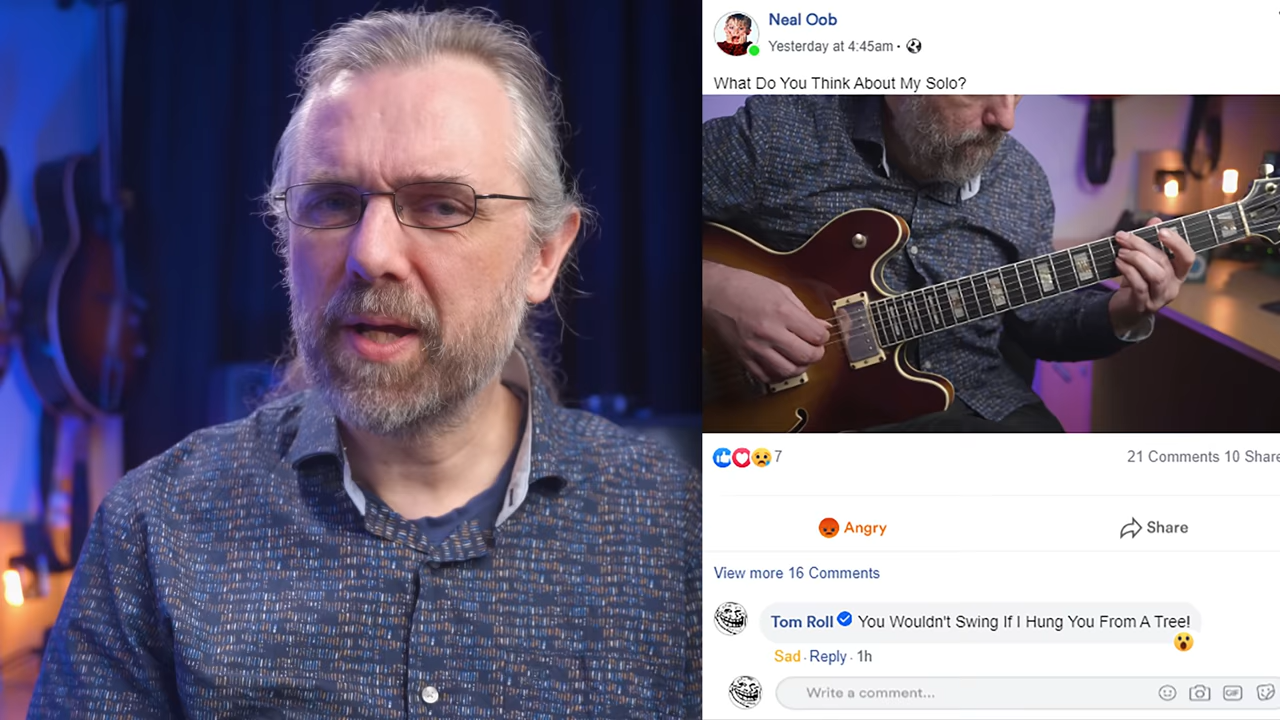 Neal Oob
Yesterday at 4:45am ·
What Do You Think About My Solo?
7
21 Comments 10 Share
Angry
Share
View more 16 Comments
Tom Roll You Wouldn't Swing If I Hung You From A Tree!
Sad · Reply · 1h
Write a comment...
GIF